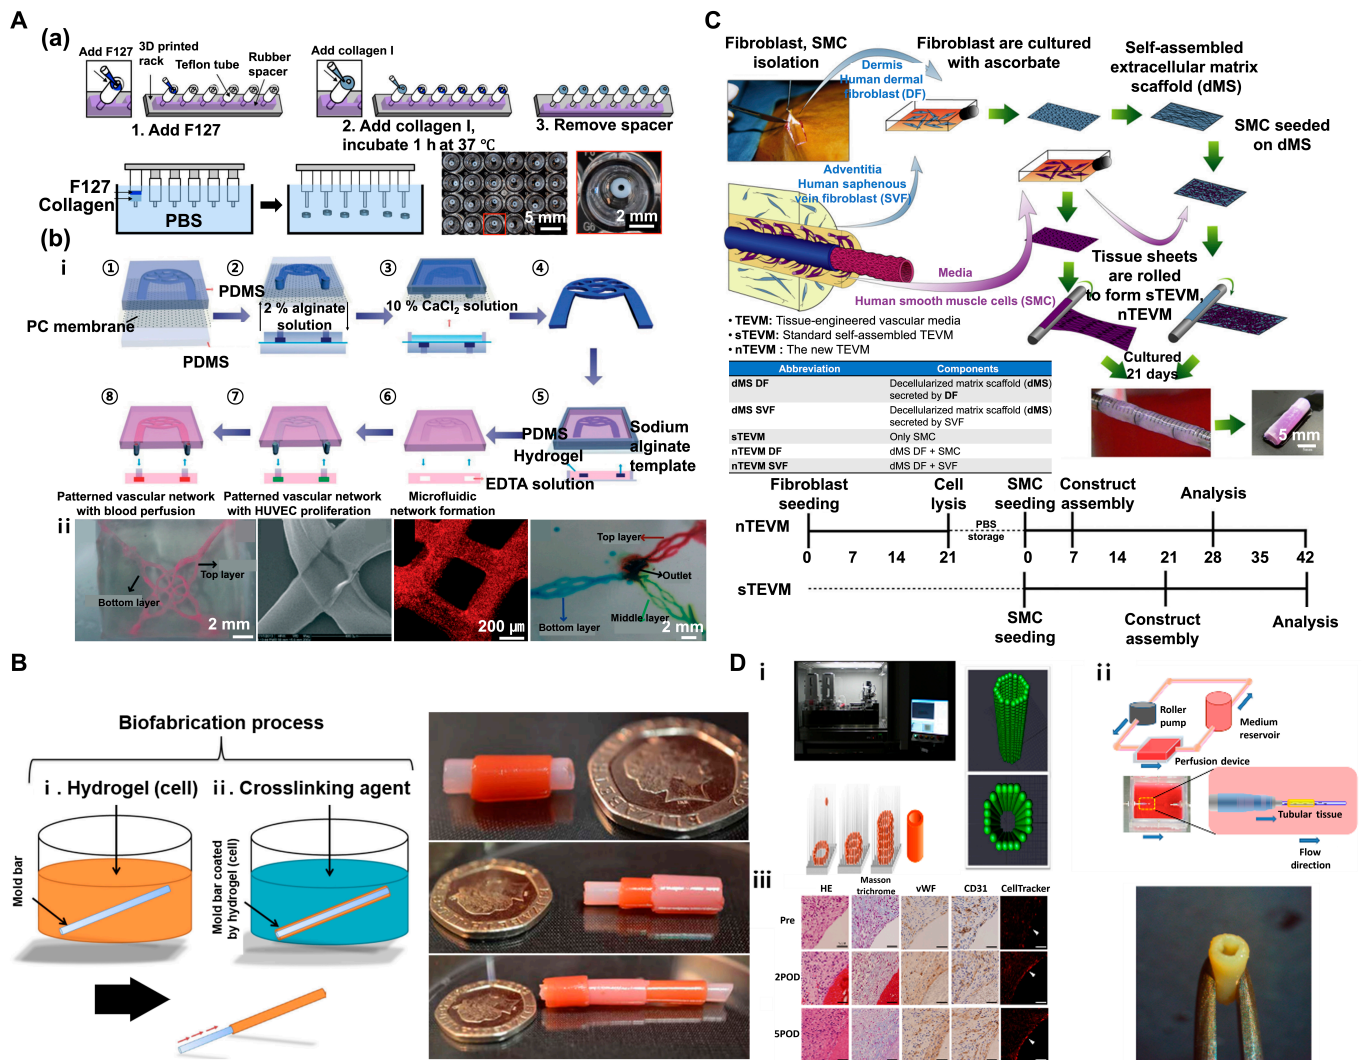 A
(a)
Add F127
3D printed
rack
Teflon tube
Rubber
spacer
1. Add F127
Add collagen I
2. Add collagen I,
incubate 1 h at 37 ℃
3. Remove spacer
F127
Collagen
PBS
5 mm
2 mm
(b)
i
①
②
③
④
PDMS
PC membrane
PDMS
2 % alginate
solution
10 % CaCl₂ solution
⑧
⑦
⑥
⑤
PDMS
Hydrogel
Sodium
alginate
template
EDTA solution
Patterned vascular network
with blood perfusion
Patterned vascular network
with HUVEC proliferation
Microfluidic
network formation
ii
Top layer
Bottom layer
2 mm
200 μm
Top layer
Outlet
Middle layer
Bottom layer
2 mm
B
Biofabrication process
i . Hydrogel (cell)
ii. Crosslinking agent
Mold bar
Mold bar coated
by hydrogel (cell)
C
Fibroblast, SMC
isolation
Dermis
Human dermal
fibroblast (DF)
Fibroblast are cultured
with ascorbate
Self-assembled
extracellular matrix
scaffold (dMS)
SMC seeded
on dMS
Adventitia
Human saphenous
vein fibroblast (SVF)
Media
Human smooth muscle cells (SMC)
Tissue sheets
are rolled
to form sTEVM,
nTEVM
• TEVM: Tissue-engineered vascular media
• sTEVM: Standard self-assembled TEVM
• nTEVM : The new TEVM
Cultured
21 days
5 mm
Abbreviation Components
dMS DF Decellularized matrix scaffold (dMS)
secreted by DF
dMS SVF Decellularized matrix scaffold (dMS)
secreted by SVF
sTEVM Only SMC
nTEVM DF dMS DF + SMC
nTEVM SVF dMS DF + SVF
Fibroblast
seeding
Cell
lysis
SMC
seeding
Construct
assembly
Analysis
nTEVM
PBS
storage
0 7 14 21 0 7 14 21 28 35 42
sTEVM
SMC
seeding
Construct
assembly
Analysis
D
i
ii
Roller
pump
Medium
reservoir
Perfusion device
Tubular tissue
Flow
direction
iii
HE
Masson
trichrome
vWF
CD31
CellTracker
Pre
2POD
5POD